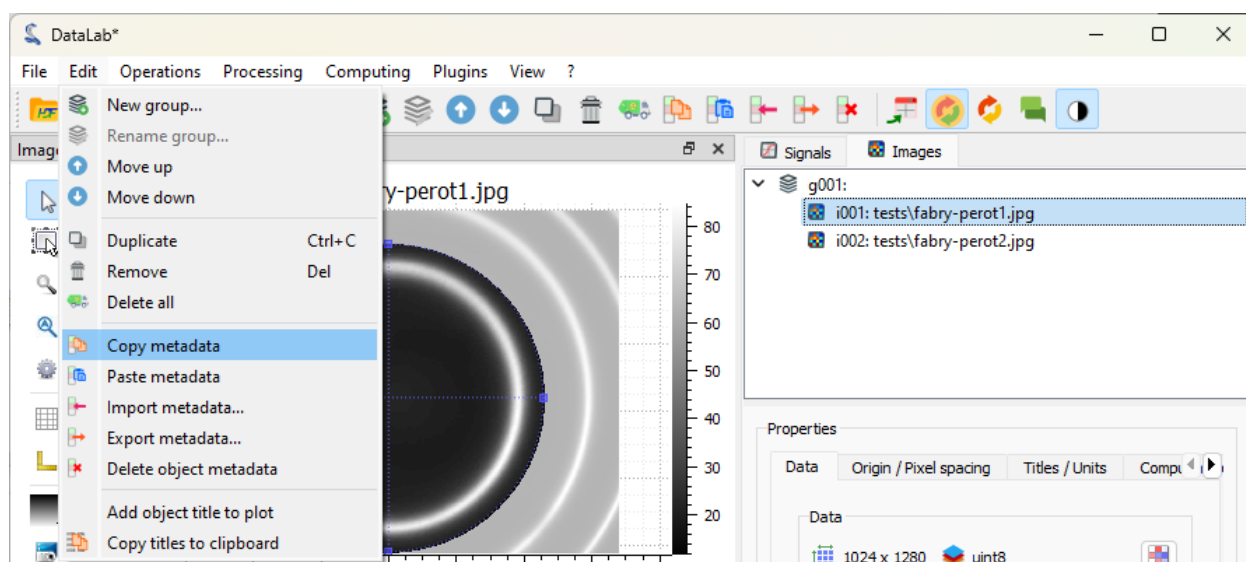 DataLab*
File Edit Operations Processing Computing Plugins View ?
New group...
Rename group...
Move up
Move down
Duplicate Ctrl+C
Remove Del
Delete all
Copy metadata
Paste metadata
Import metadata...
Export metadata...
Delete object metadata
Add object title to plot
Copy titles to clipboard
Imag
y-perot1.jpg
80
70
60
50
40
30
20
Signals Images
g001:
i001: tests\fabry-perot1.jpg
i002: tests\fabry-perot2.jpg
Properties
Data Origin / Pixel spacing Titles / Units Compu
Data
1024 x 1280 uint8